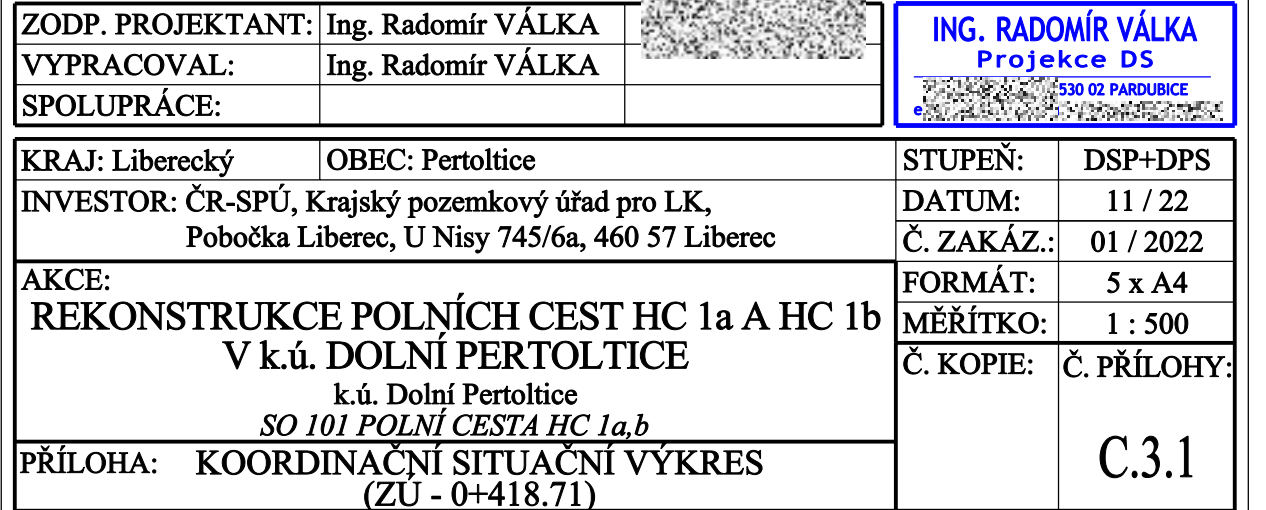 ZODP. PROJEKTANT: Ing. Radomír VÁLKA
VYPRACOVAL: Ing. Radomír VÁLKA
SPOLUPRÁCE:
ING. RADOMÍR VÁLKA
Projekce DS
530 02 PARDUBICE
KRAJ: Liberecký OBEC: Pertoltice
INVESTOR: ČR-SPÚ, Krajský pozemkový úřad pro LK,
Pobočka Liberec, U Nisy 745/6a, 460 57 Liberec
AKCE:
REKONSTRUKCE POLNÍCH CEST HC 1a A HC 1b
V k.ú. DOLNÍ PERTOLTICE
k.ú. Dolní Pertoltice
SO 101 POLNÍ CESTA HC 1a,b
PŘÍLOHA: KOORDINAČNÍ SITUAČNÍ VÝKRES
(ZÚ - 0+418.71)
STUPEŇ: DSP+DPS
DATUM: 11 / 22
Č. ZAKÁZ.: 01 / 2022
FORMÁT: 5 x A4
MĚŘÍTKO: 1 : 500
Č. KOPIE: Č. PŘÍLOHY:
C.3.1